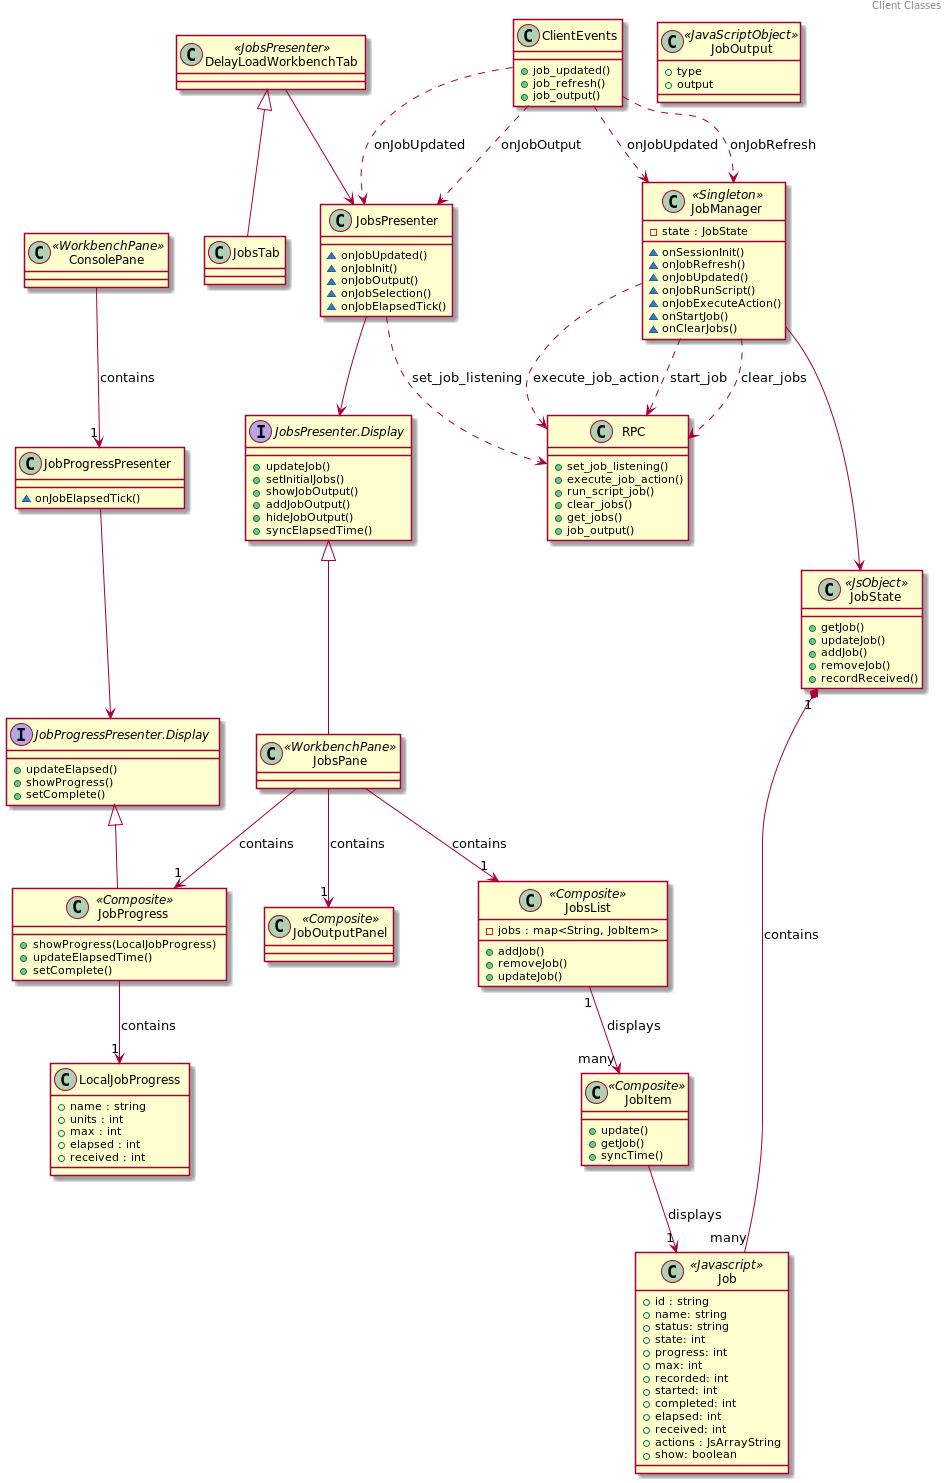 Client Classes
C ClientEvents
job_updated()
job_refresh()
job_output()
C «JavaScriptObject»
JobOutput
type
output
C «JobsPresenter»
DelayLoadWorkbenchTab
onJobUpdated
onJobOutput
onJobUpdated
onJobRefresh
C «Singleton»
JobManager
state : JobState
onSessionInit()
onJobRefresh()
onJobUpdated()
onJobRunScript()
onJobExecuteAction()
onStartJob()
onClearJobs()
C JobsPresenter
onJobUpdated()
onJobInit()
onJobOutput()
onJobSelection()
onJobElapsedTick()
C JobsTab
C «WorkbenchPane»
ConsolePane
contains
1
set_job_listening
execute_job_action
start_job
clear_jobs
C JobProgressPresenter
onJobElapsedTick()
I JobsPresenter.Display
updateJob()
setInitialJobs()
showJobOutput()
addJobOutput()
hideJobOutput()
syncElapsedTime()
C RPC
set_job_listening()
execute_job_action()
run_script_job()
clear_jobs()
get_jobs()
job_output()
C «JsObject»
JobState
getJob()
updateJob()
addJob()
removeJob()
recordReceived()
1
I JobProgressPresenter.Display
updateElapsed()
showProgress()
setComplete()
C «WorkbenchPane»
JobsPane
contains
1
contains
1
contains
1
C «Composite»
JobProgress
showProgress(LocalJobProgress)
updateElapsedTime()
setComplete()
C «Composite»
JobOutputPanel
C «Composite»
JobsList
jobs : map<String, JobItem>
addJob()
removeJob()
updateJob()
contains
contains
1
1
displays
many
C LocalJobProgress
name : string
units : int
max : int
elapsed : int
received : int
C «Composite»
JobItem
update()
getJob()
syncTime()
displays
1
many
C «Javascript»
Job
id : string
name: string
status: string
state: int
progress: int
max: int
recorded: int
started: int
completed: int
elapsed: int
received: int
actions : JsArrayString
show: boolean